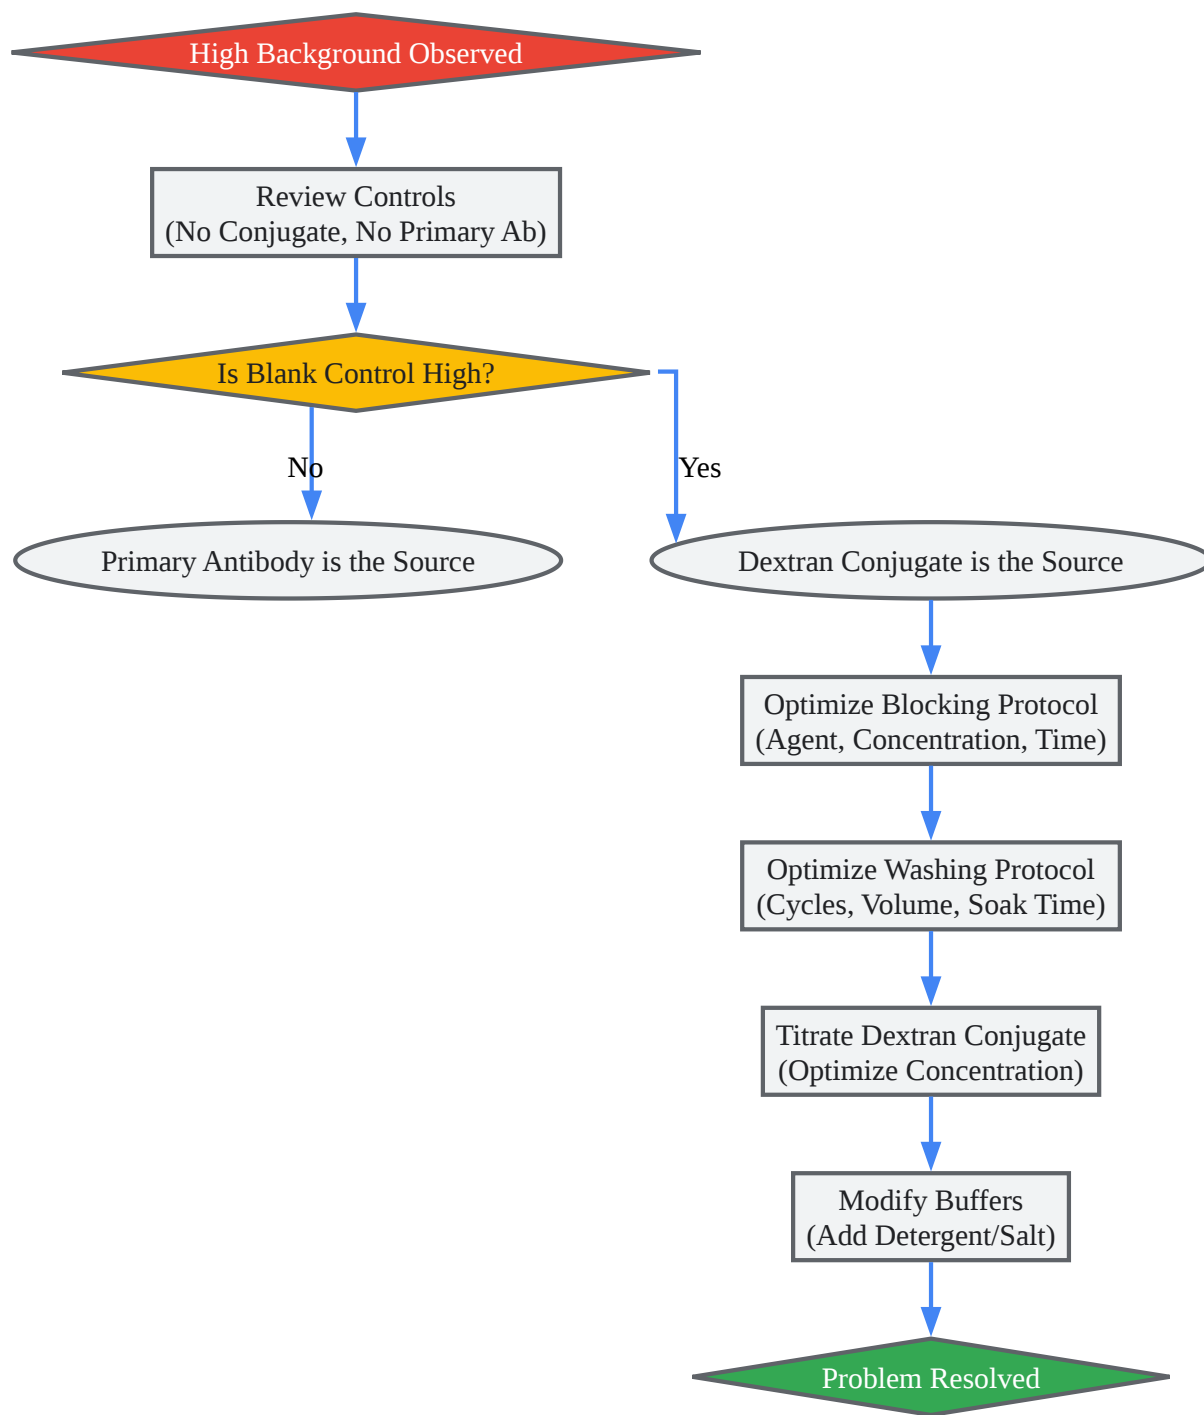 High Background Observed
Review Controls
(No Conjugate, No Primary Ab)
Is Blank Control High?
No
Yes
Primary Antibody is the Source
Dextran Conjugate is the Source
Optimize Blocking Protocol
(Agent, Concentration, Time)
Optimize Washing Protocol
(Cycles, Volume, Soak Time)
Titrate Dextran Conjugate
(Optimize Concentration)
Modify Buffers
(Add Detergent/Salt)
Problem Resolved